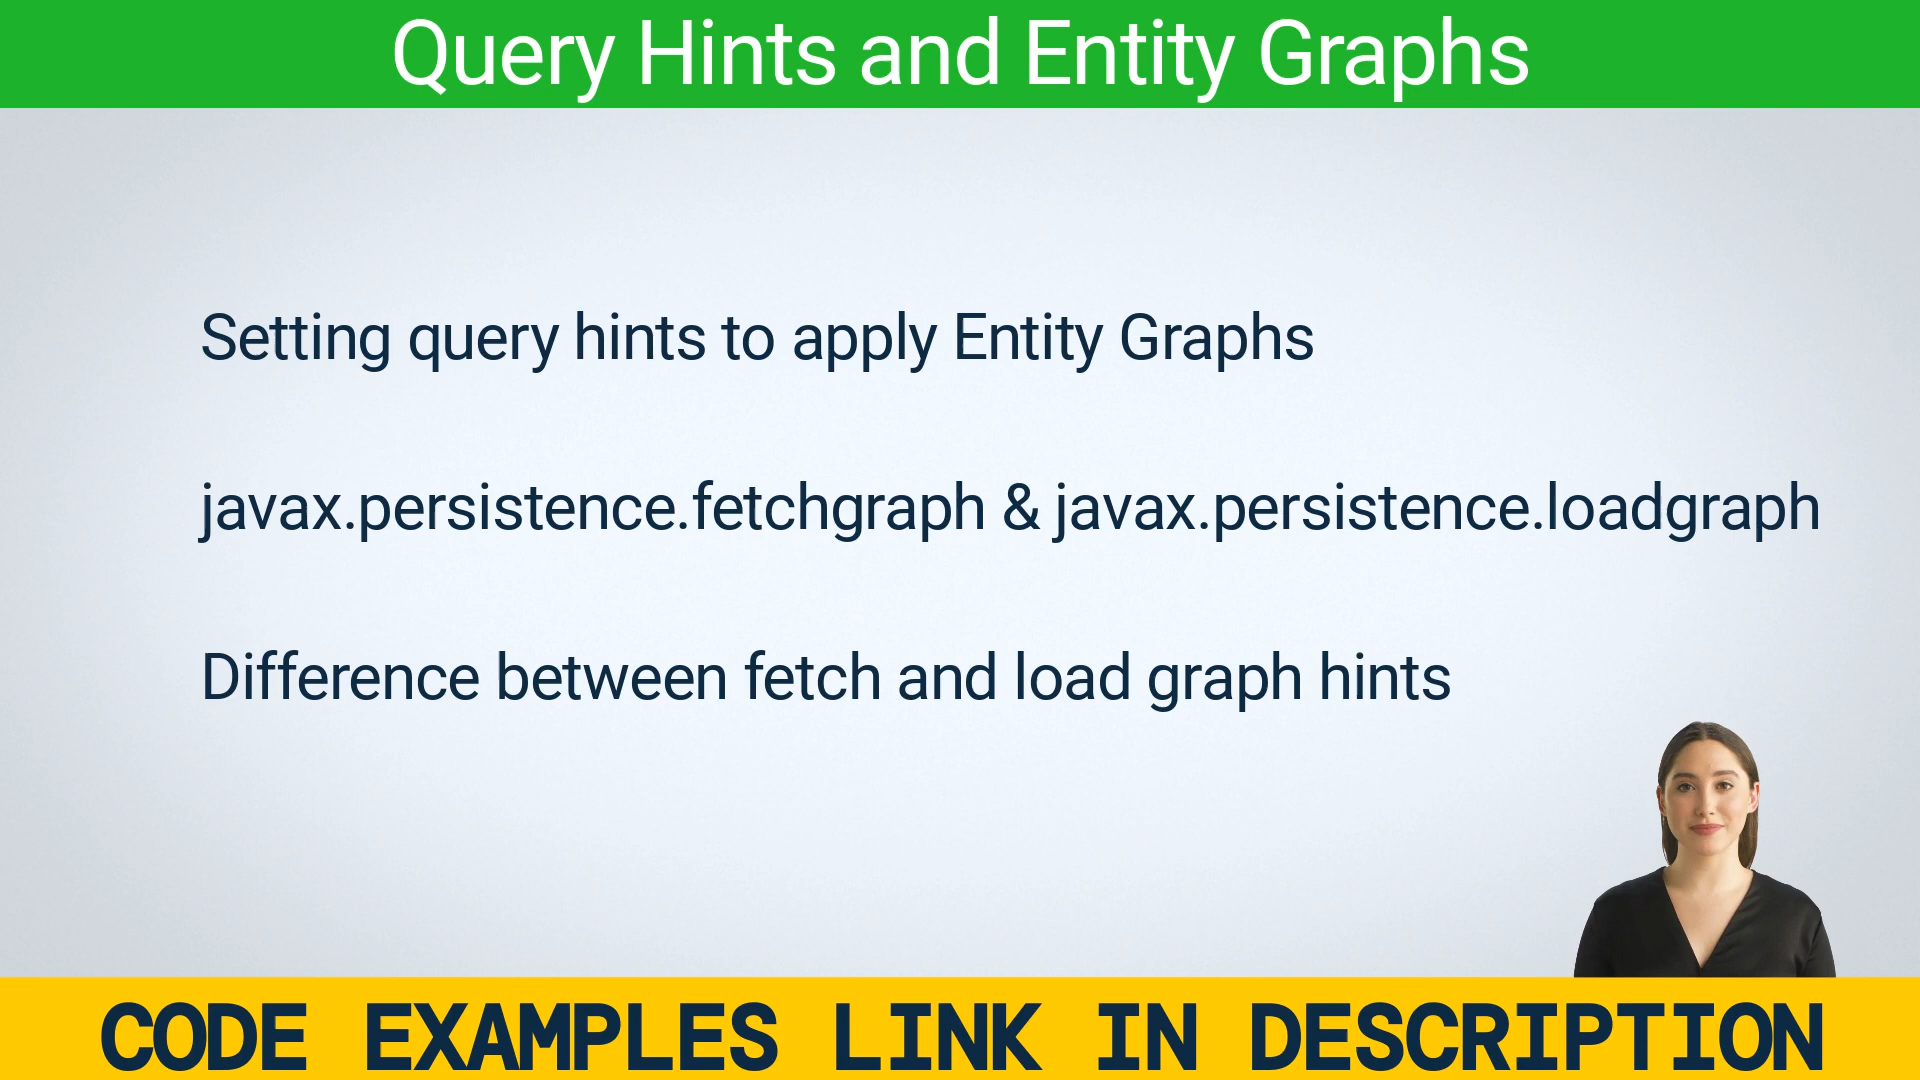 Query Hints and Entity Graphs
Setting query hints to apply Entity Graphs
javax.persistence.fetchgraph & javax.persistence.loadgraph
Difference between fetch and load graph hints
CODE EXAMPLES LINK IN DESCRIPTION